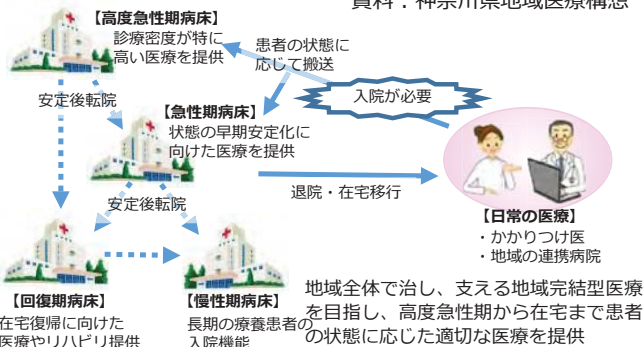 資料：神奈川県地域医療構想
【高度急性期病床】
診療密度が特に
高い医療を提供
患者の状態に
応じて搬送
入院が必要
安定後転院
【急性期病床】
状態の早期安定化に
向けた医療を提供
退院・在宅移行
安定後転院
【日常の医療】
・かかりつけ医
・地域の連携病院
【回復期病床】
在宅復帰に向けた
医療やリハビリ提供
【慢性期病床】
長期の療養患者の
入院機能
地域全体で治し、支える地域完結型医療
を目指し、高度急性期から在宅まで患者
の状態に応じた適切な医療を提供